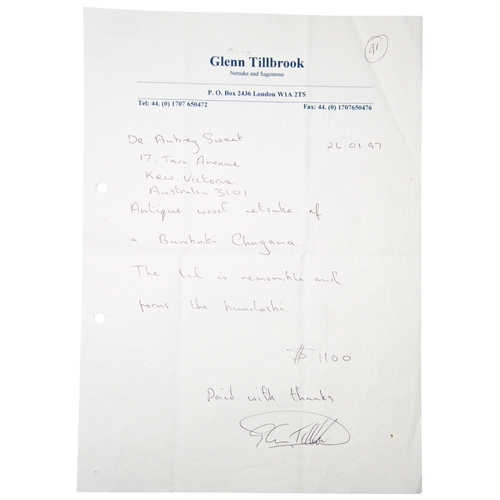 Glenn Tillbrook
Netsuke and Sagemono
91
P. O. Box 2436 London W1A 2TS
Tel: 44. (0) 1707 650472
Fax: 44. (0) 1707650476
Dr. Aubrey Sweet
26.01.97
17, Tara Avenue
Kew, Victoria
Australia 3101
Antique wood netsuke of
a Bumbuku Chagama.
The lid is removable and
forms the himotoshi
$ 1100
Paid with thanks